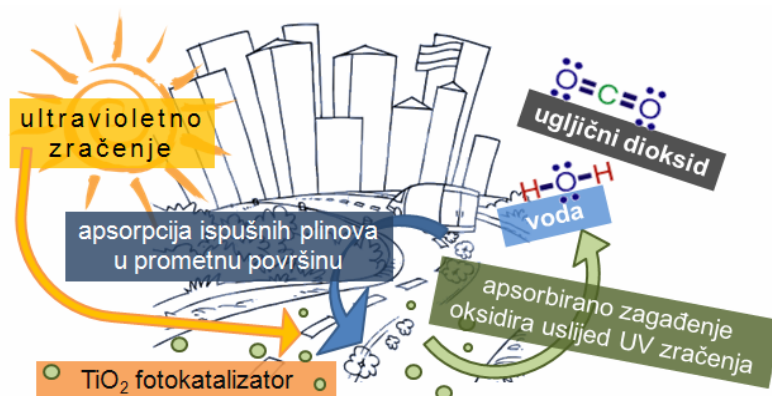 ultravioletno
zračenje
O=C=O
ugljični dioksid
H-O-H
voda
apsorpcija ispušnih plinova
u prometnu površinu
apsorbirano zagađenje
oksidira uslijed UV zračenja
TiO₂ fotokatalizator